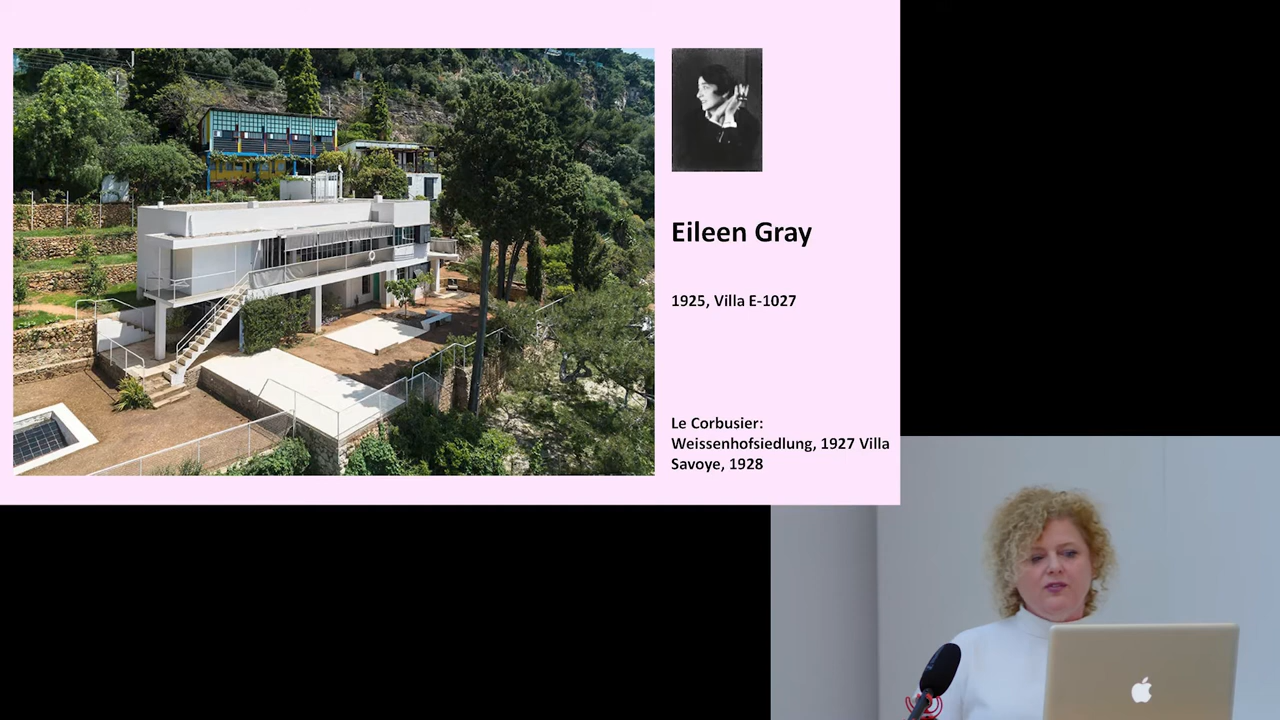 Eileen Gray
1925, Villa E-1027
Le Corbusier:
Weissenhofsiedlung, 1927 Villa
Savoye, 1928